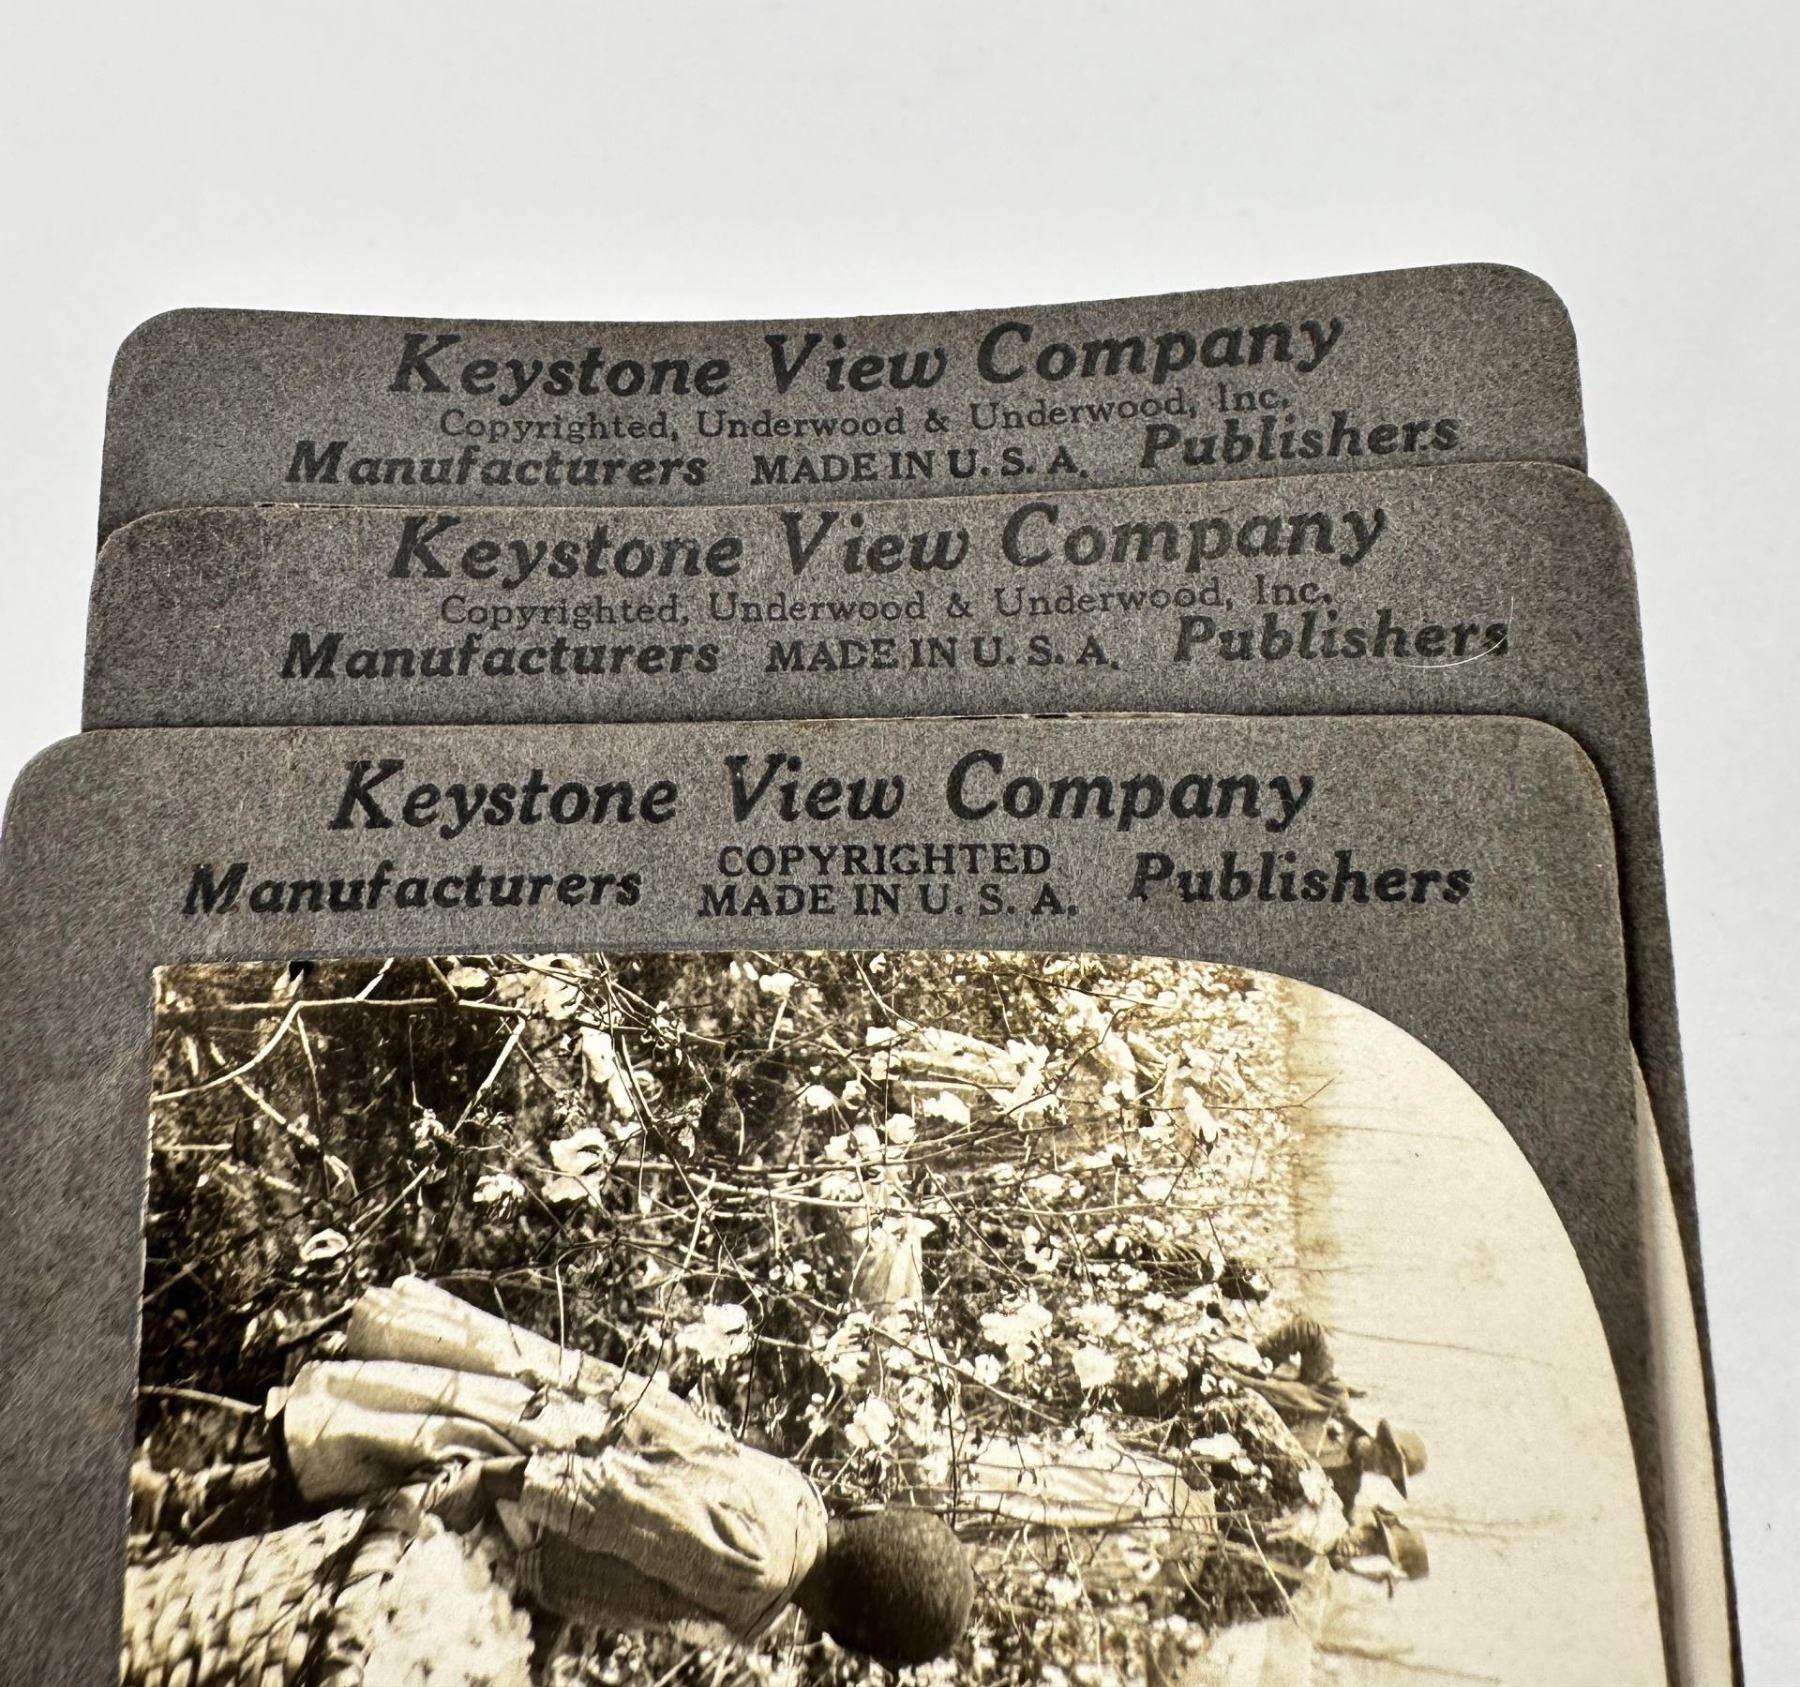 Keystone View Company
Copyrighted, Underwood & Underwood, Inc.
Manufacturers MADE IN U. S. A. Publishers
Keystone View Company
Copyrighted, Underwood & Underwood, Inc.
Manufacturers MADE IN U. S. A. Publishers
Keystone View Company
COPYRIGHTED
Manufacturers MADE IN U. S. A. Publishers